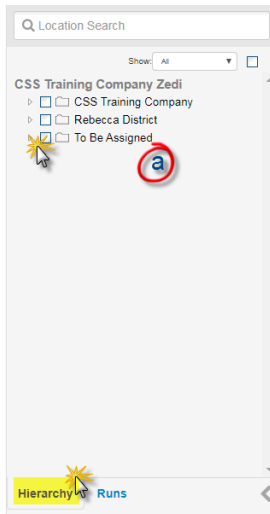 Location Search
Show: All
CSS Training Company Zedi
CSS Training Company
Rebecca District
To Be Assigned
a
Hierarchy Runs